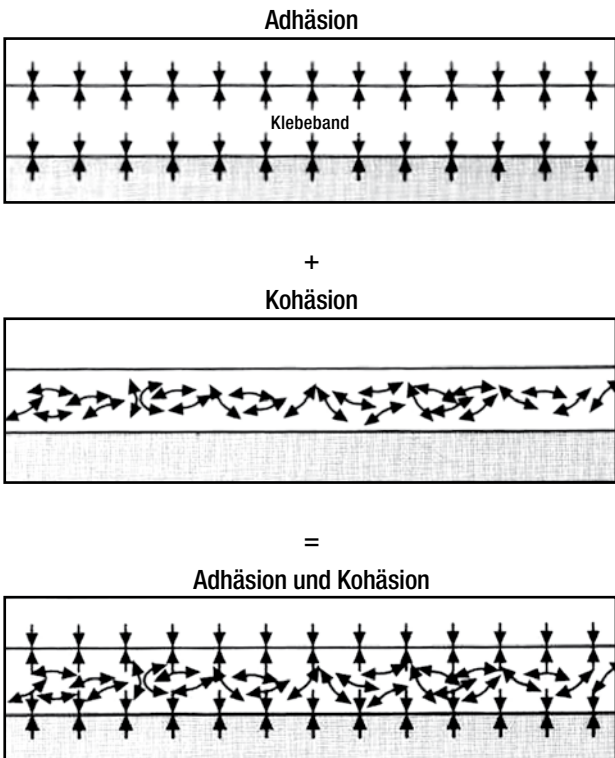 Adhäsion
Klebeband
+
Kohäsion
=
Adhäsion und Kohäsion